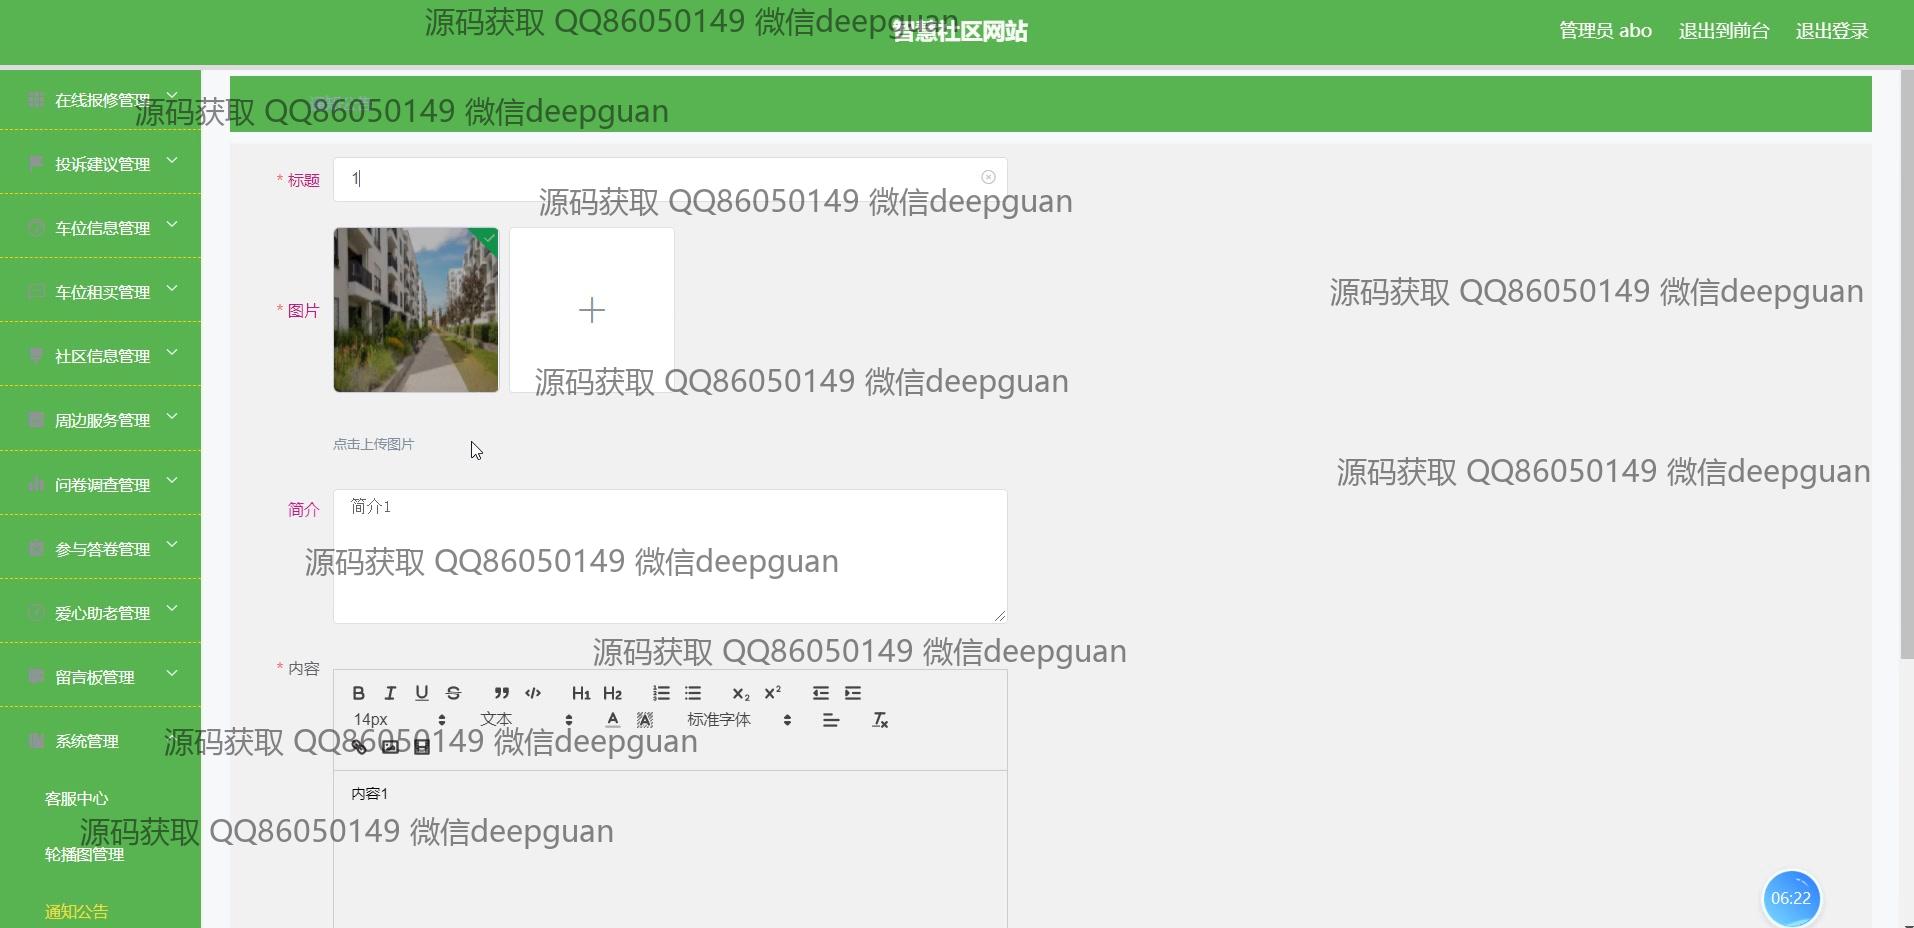 源码获取 QQ86050149 微信deepguan
智慧社区网站
管理员 abo
退出到前台
退出登录
在线报修管理
源码获取 QQ86050149 微信deepguan
通知公告
投诉建议管理
* 标题
1
源码获取 QQ86050149 微信deepguan
车位信息管理
车位租买管理
源码获取 QQ86050149 微信deepguan
* 图片
社区信息管理
源码获取 QQ86050149 微信deepguan
周边服务管理
点击上传图片
源码获取 QQ86050149 微信deepguan
问卷调查管理
简介
简介1
参与答卷管理
源码获取 QQ86050149 微信deepguan
爱心助老管理
源码获取 QQ86050149 微信deepguan
* 内容
留言板管理
B I U S ” </> H1 H2 X2 X2
14px 文本 A A 标准字体 Tx
系统管理
源码获取 QQ86050149 微信deepguan
内容1
客服中心
源码获取 QQ86050149 微信deepguan
轮播图管理
通知公告
06:22